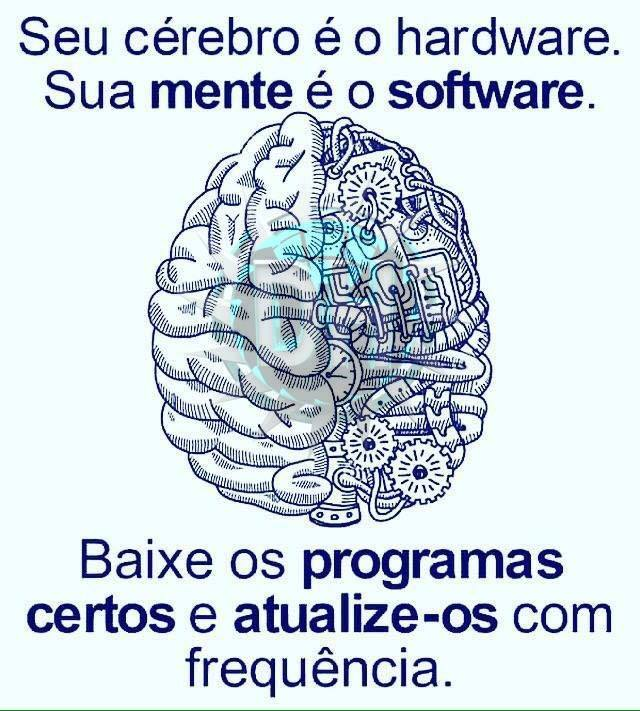 Seu cérebro é o hardware.
Sua mente é o software.
Baixe os programas
certos e atualize-os com
frequência.